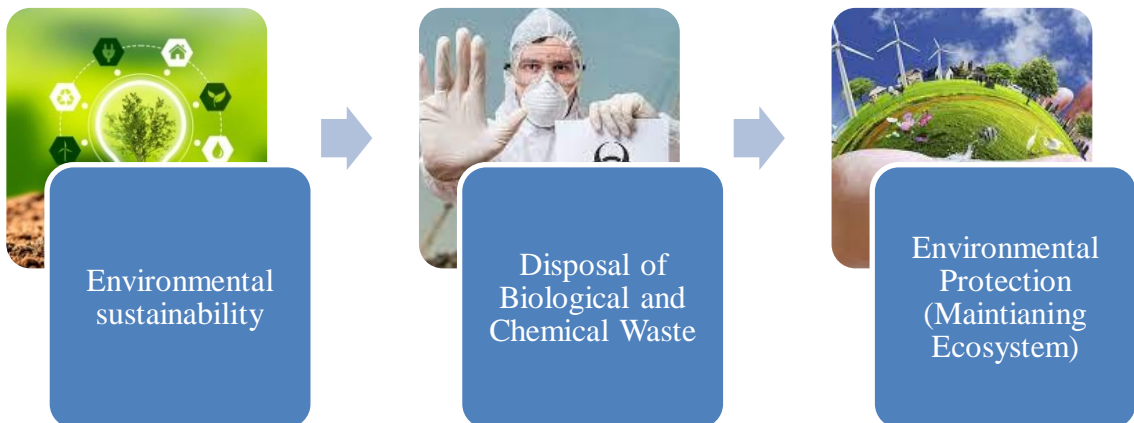 Environmental
sustainability
Disposal of
Biological and
Chemical Waste
Environmental
Protection
(Maintianing
Ecosystem)